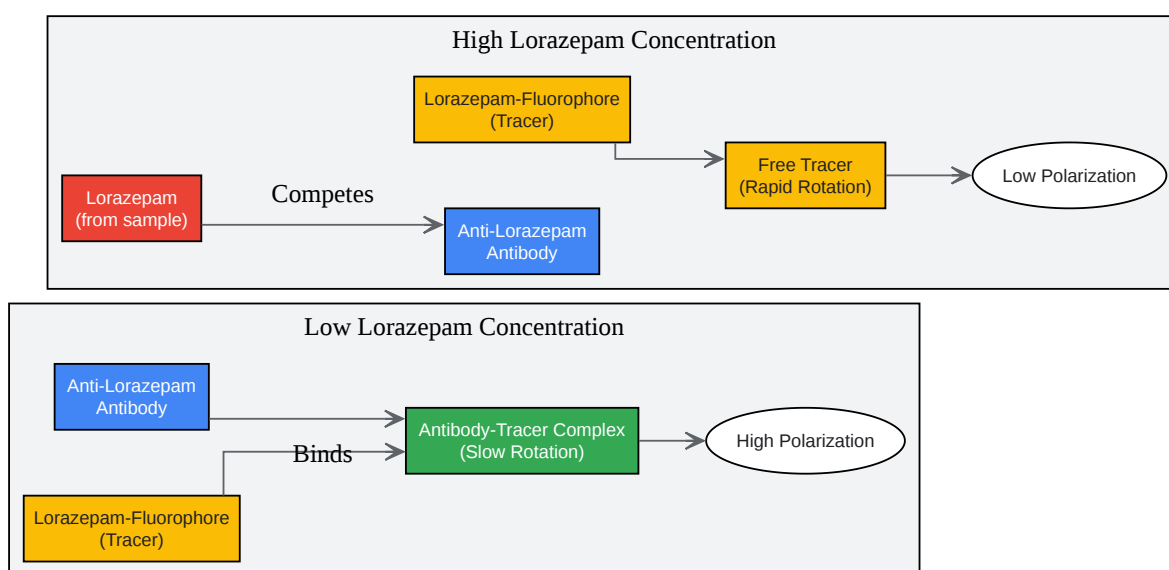 High Lorazepam Concentration
Lorazepam-Fluorophore
(Tracer)
Free Tracer
(Rapid Rotation)
Low Polarization
Lorazepam
(from sample)
Competes
Anti-Lorazepam
Antibody
Low Lorazepam Concentration
Anti-Lorazepam
Antibody
Binds
Lorazepam-Fluorophore
(Tracer)
Antibody-Tracer Complex
(Slow Rotation)
High Polarization